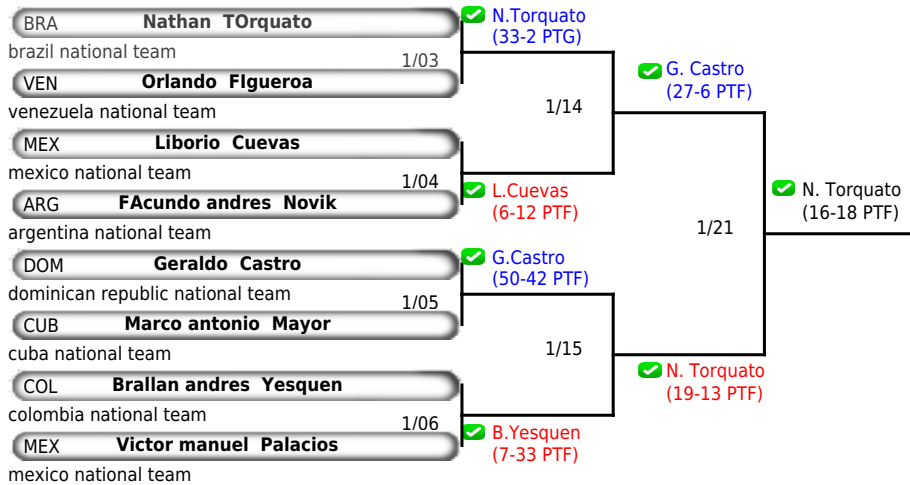 BRA Nathan TOrquato
brazil national team
1/03
VEN Orlando FIgueroa
venezuela national team
MEX Liborio Cuevas
mexico national team
1/04
ARG FAcundo andres Novik
argentina national team
DOM Geraldo Castro
dominican republic national team
1/05
CUB Marco antonio Mayor
cuba national team
COL Brallan andres Yesquen
colombia national team
1/06
MEX Victor manuel Palacios
mexico national team
N.Torquato
(33-2 PTG)
1/14
L.Cuevas
(6-12 PTF)
G.Castro
(50-42 PTF)
1/15
B.Yesquen
(7-33 PTF)
G. Castro
(27-6 PTF)
1/21
N. Torquato
(19-13 PTF)
N. Torquato
(16-18 PTF)